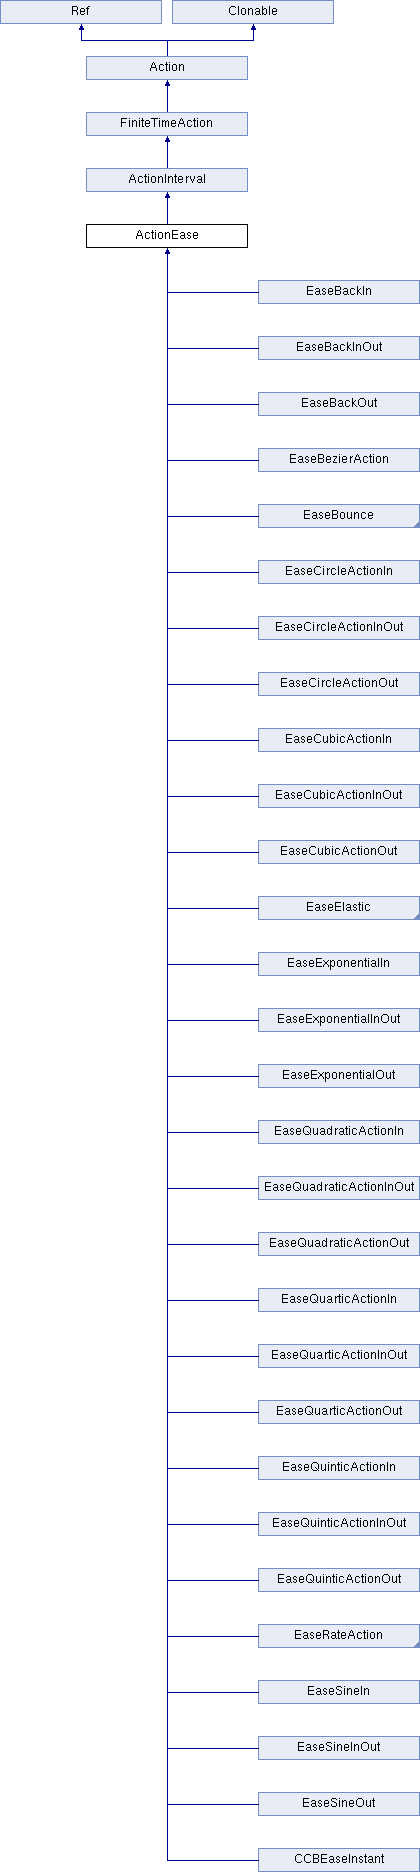 Ref
Clonable
Action
FiniteTimeAction
ActionInterval
ActionEase
EaseBackIn
EaseBackInOut
EaseBackOut
EaseBezierAction
EaseBounce
EaseCircleActionIn
EaseCircleActionInOut
EaseCircleActionOut
EaseCubicActionIn
EaseCubicActionInOut
EaseCubicActionOut
EaseElastic
EaseExponentialIn
EaseExponentialInOut
EaseExponentialOut
EaseQuadraticActionIn
EaseQuadraticActionInOut
EaseQuadraticActionOut
EaseQuarticActionIn
EaseQuarticActionInOut
EaseQuarticActionOut
EaseQuinticActionIn
EaseQuinticActionInOut
EaseQuinticActionOut
EaseRateAction
EaseSineIn
EaseSineInOut
EaseSineOut
CCBEaseInstant